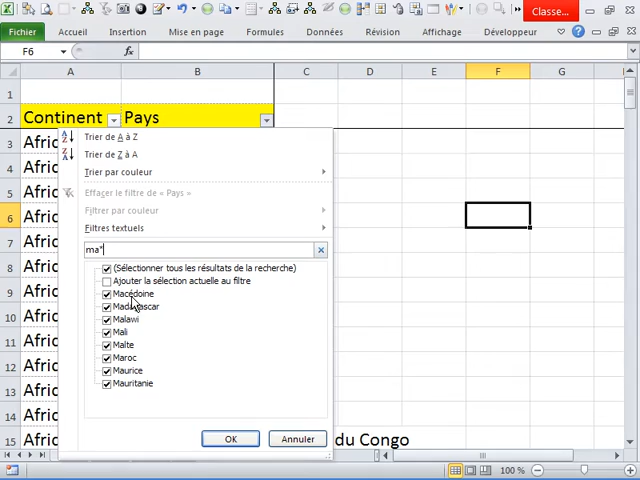 Classe...
Fichier Accueil Insertion Mise en page Formules Données Révision Affichage Développeur
F6 fx
A B C D E F G
1
2 Continent Pays
3 Afric
4 Afric
5 Afric
6 Afric
7 Afric
8 Afric
9 Afric
10 Afric
11 Afric
12 Afric
13 Afric
14 Afric
15 Afric du Congo
Trier de A à Z
Trier de Z à A
Trier par couleur
Effacer le filtre de « Pays »
Filtrer par couleur
Filtres textuels
ma*
(Sélectionner tous les résultats de la recherche)
Ajouter la sélection actuelle au filtre
Macédoine
Madagascar
Malawi
Mali
Malte
Maroc
Maurice
Mauritanie
OK Annuler
100 %